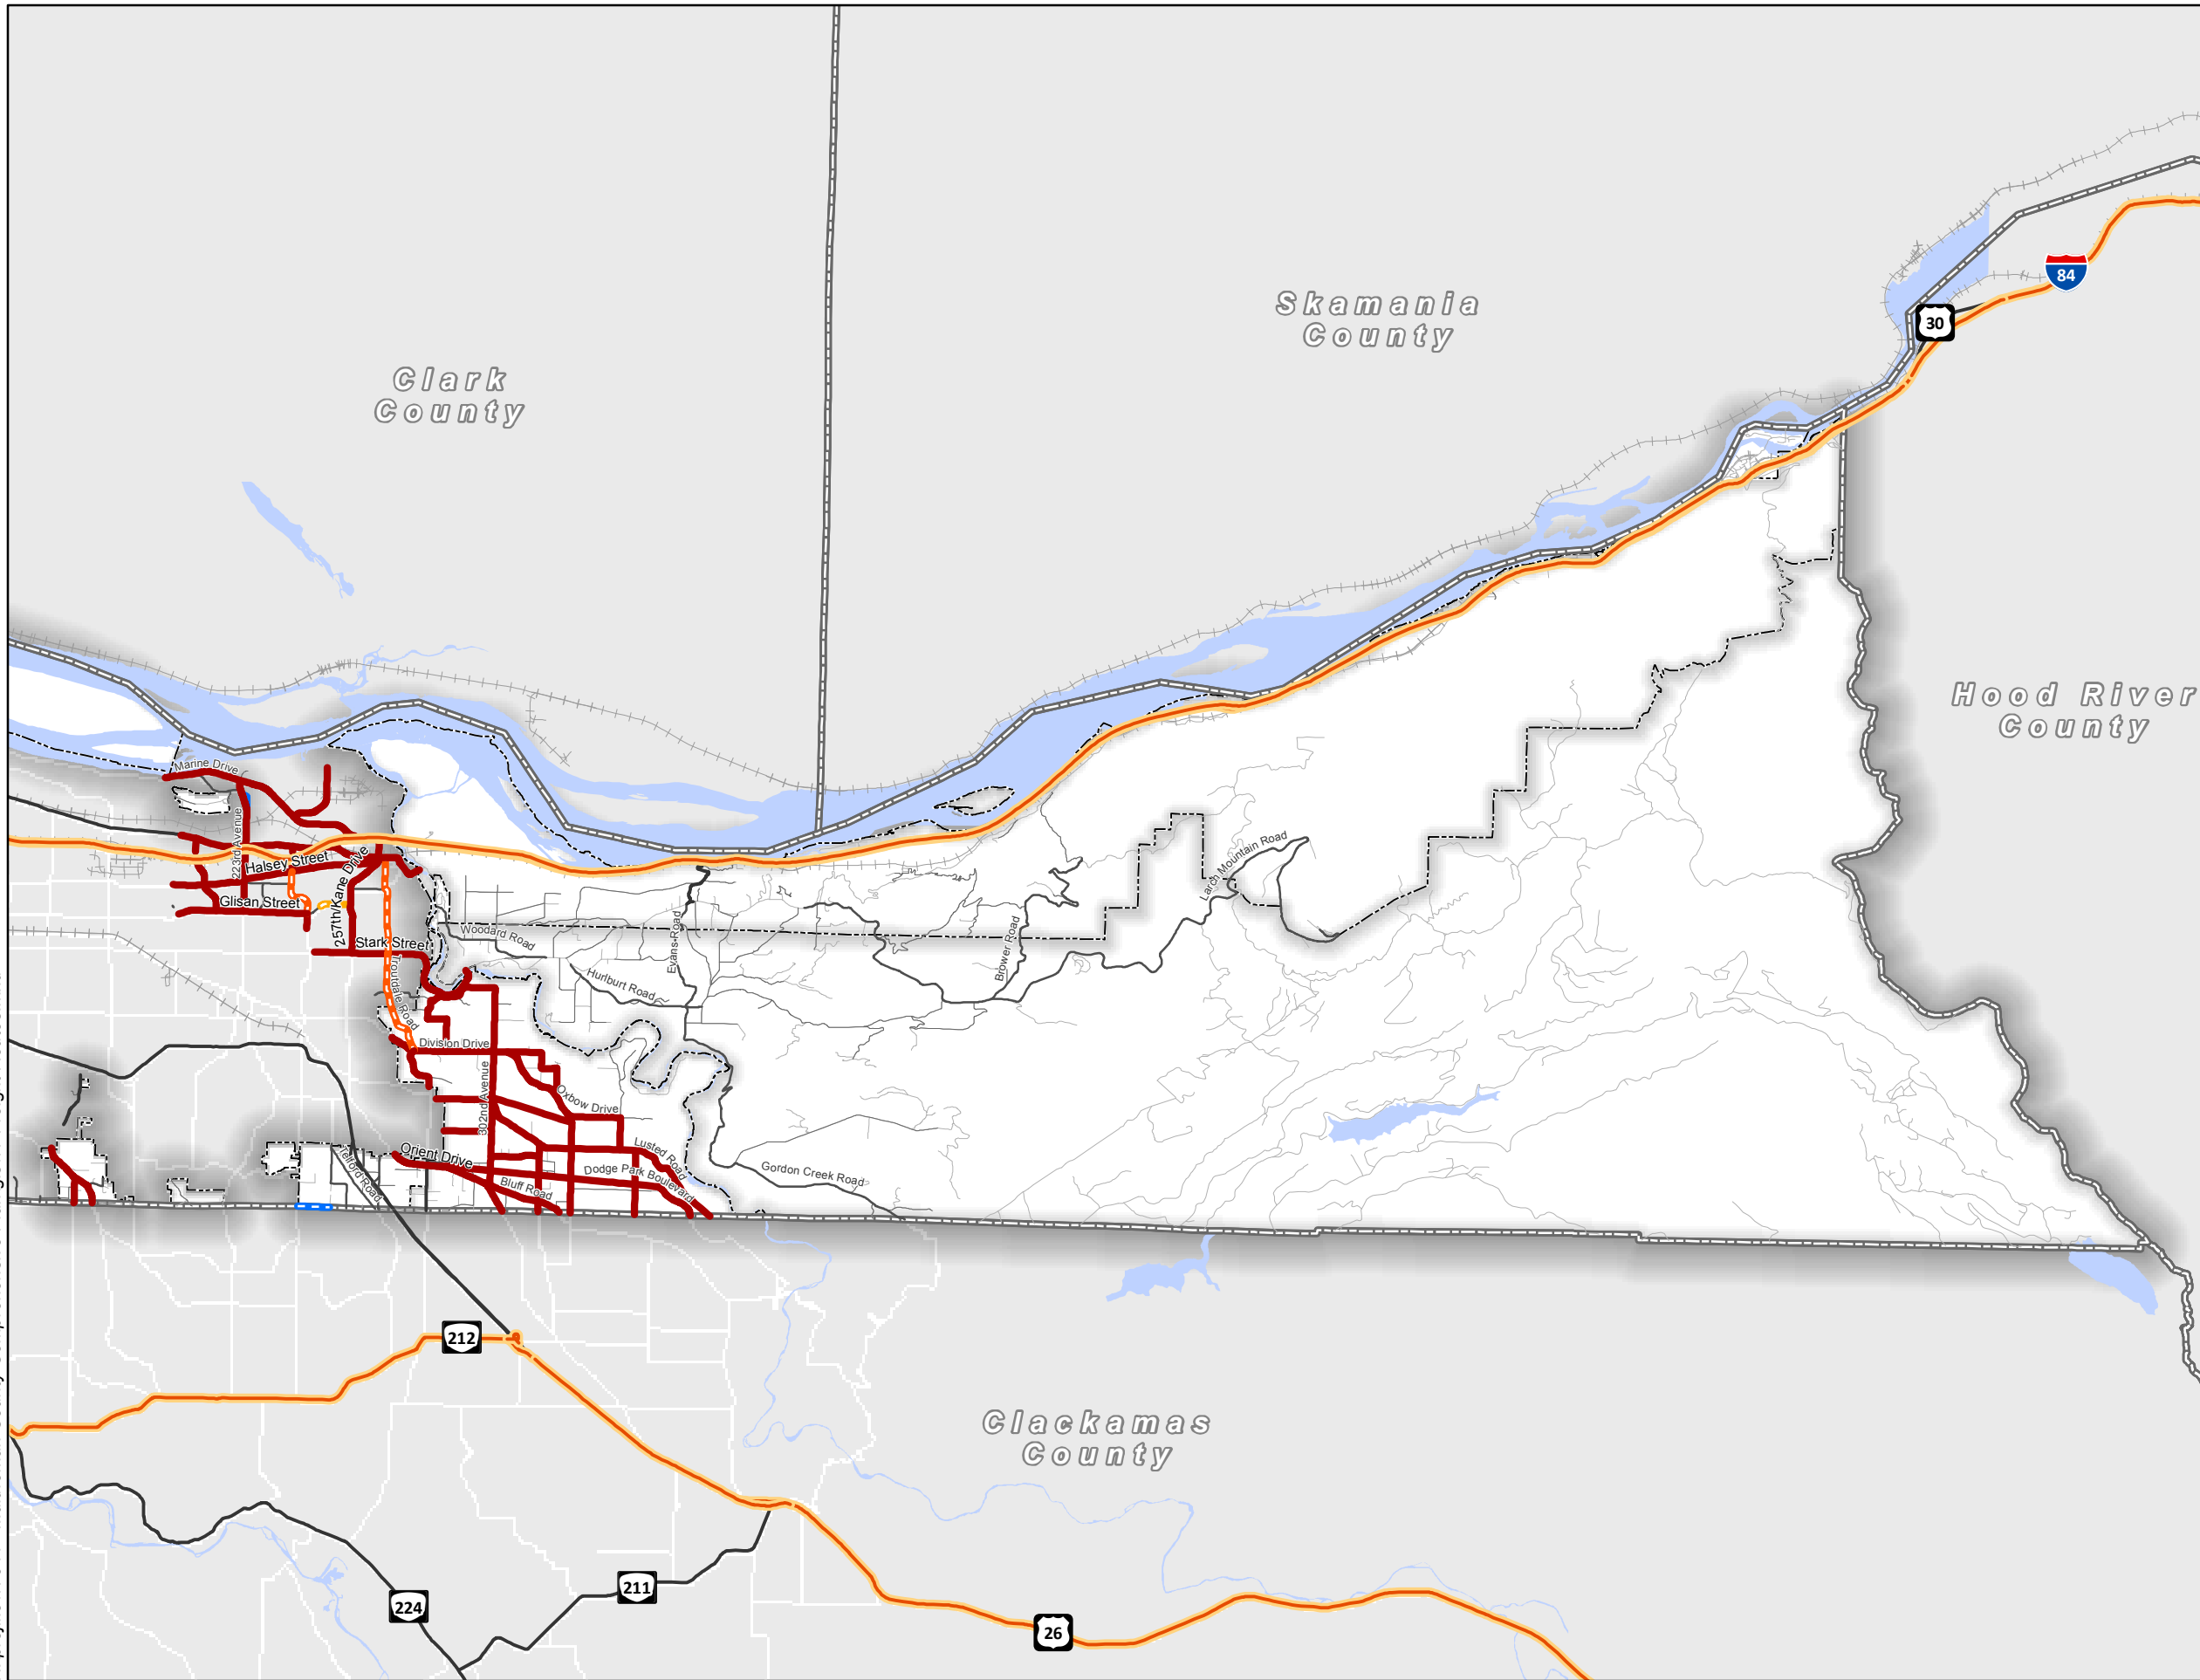 84
30
Skamania
County
Clark
County
Hood River
County
Marine Drive
223rd Avenue
Halsey Street
257th/Kane Drive
Glisan Street
Stark Street
Troutdale Road
Woodard Road
Evans Road
Hurlburt Road
Brower Road
Larch Mountain Road
Division Drive
302nd Avenue
Oxbow Drive
Orient Drive
Lusted Road
Dodge Park Boulevard
Bluff Road
Telford Road
Gordon Creek Road
212
Clackamas
County
211
224
26